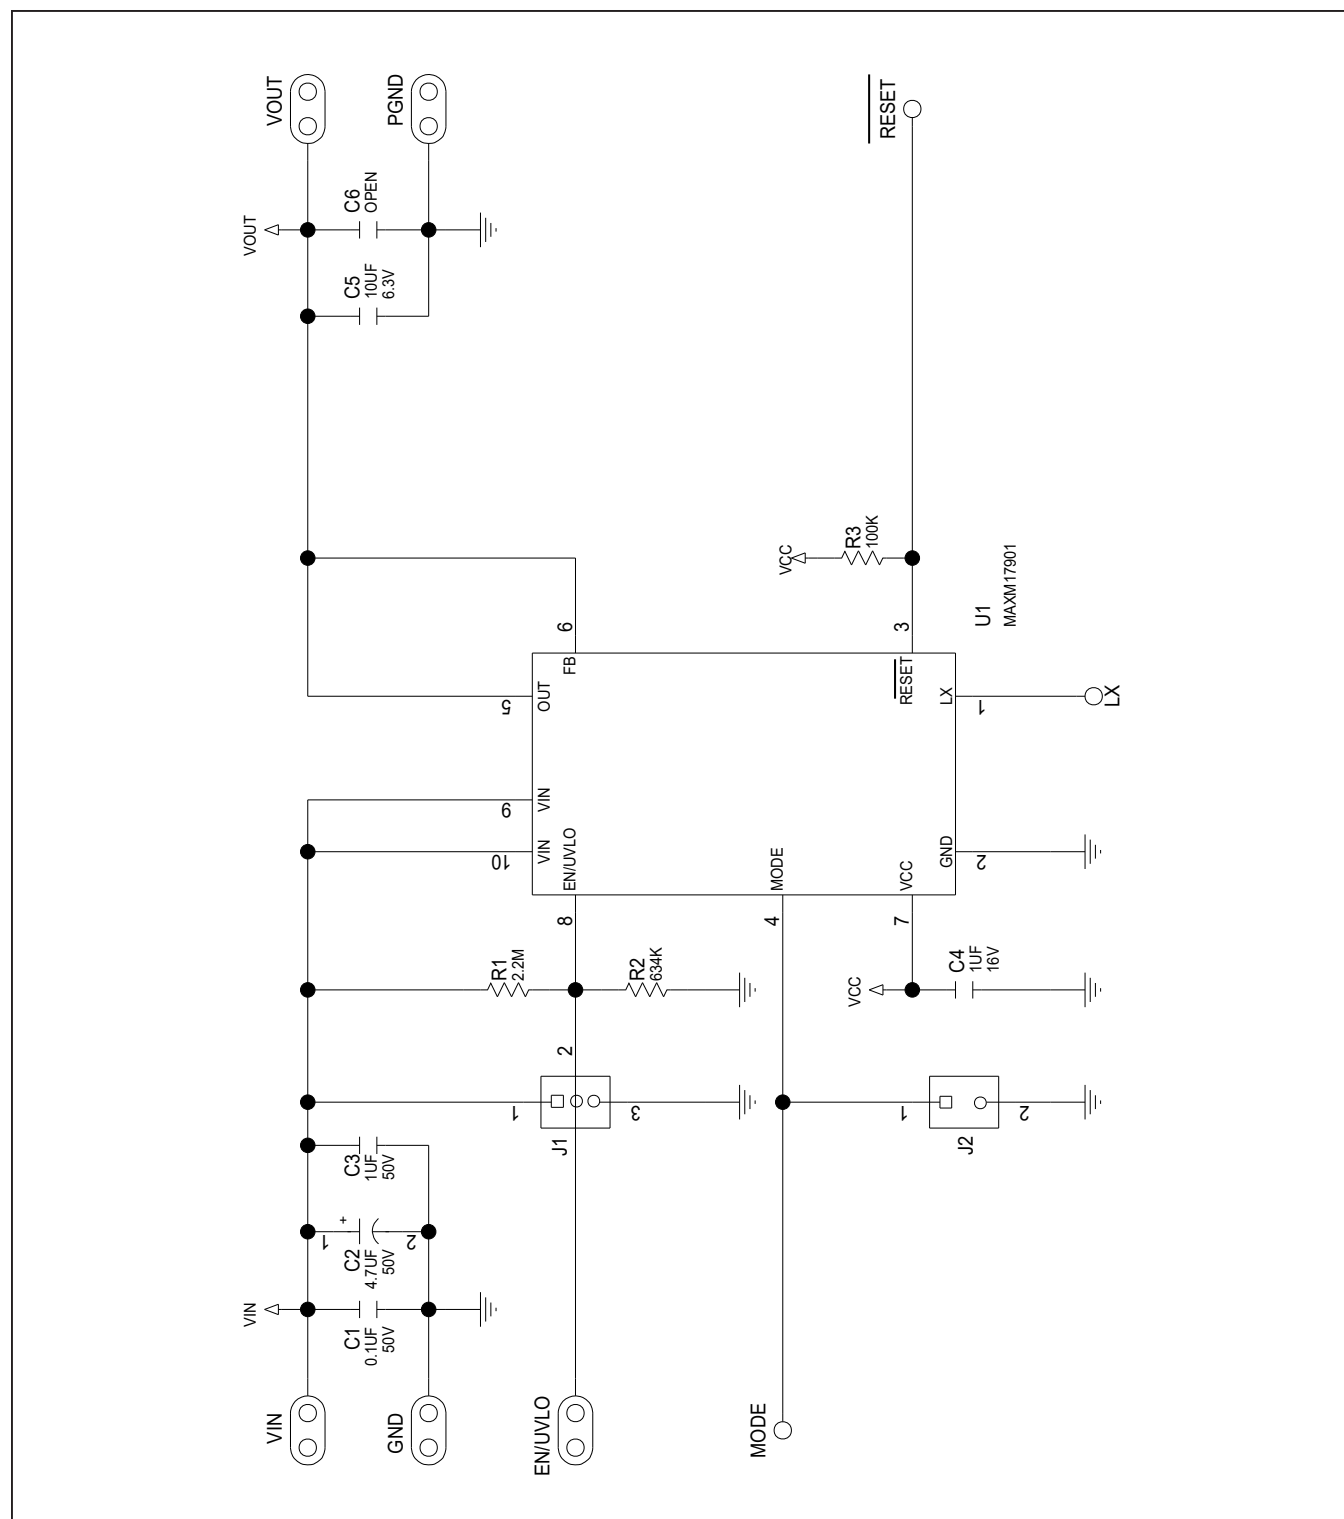 VIN
GND
EN/UVLO
MODE
VIN
C1
0.1UF
50V
1
+
2
C2
4.7UF
50V
C3
1UF
50V
J1
1
2
3
J2
1
2
R1
2.2M
R2
634K
VCC
C4
1UF
16V
10
9
8
4
7
2
VIN
VIN
EN/UVLO
MODE
VCC
GND
OUT
FB
RESET
LX
5
6
3
1
U1
MAXM17901
LX
VCC
R3
100K
RESET
C5
10UF
6.3V
C6
OPEN
VOUT
VOUT
PGND